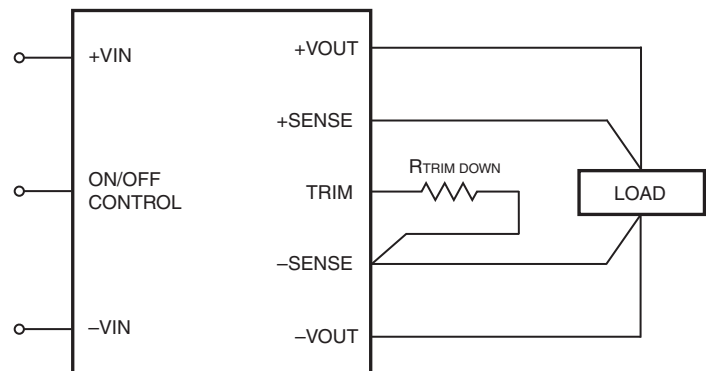 +VIN
+VOUT
+SENSE
RTRIM DOWN
ON/OFF
CONTROL
TRIM
LOAD
–SENSE
–VIN
–VOUT